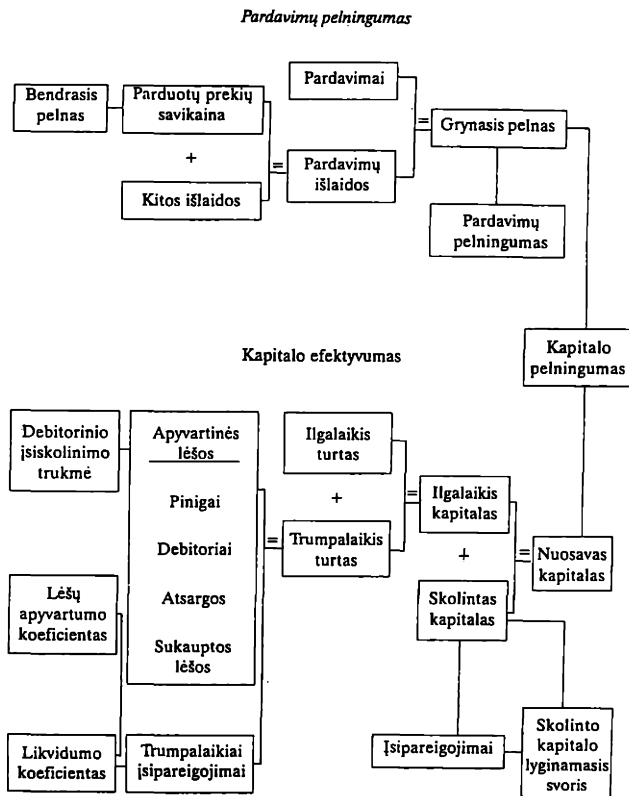 Pardavimų pelningumas
Pardavimai
Bendrasis
pelnas
Parduotų prekių
savikaina
=
Grynasis pelnas
+
=
Pardavimų
išlaidos
Kitos išlaidos
Pardavimų
pelningumas
Kapitalo efektyvumas
Kapitalo
pelningumas
Debitorinio
įsiskolinimo
trukmė
Apyvartinės
lėšos
Pinigai
Debitoriai
Atsargos
Sukauptos
lėšos
Ilgalaikis
turtas
+
=
Trumpalaikis
turtas
=
Ilgalaikis
kapitalas
+
=
Nuosavas
kapitalas
Skolintas
kapitalas
Lėšų
apyvartumo
koeficientas
Likvidumo
koeficientas
Trumpalaikiai
įsipareigojimai
Įsipareigojimai
Skolinto
kapitalo
lyginamasis
svoris